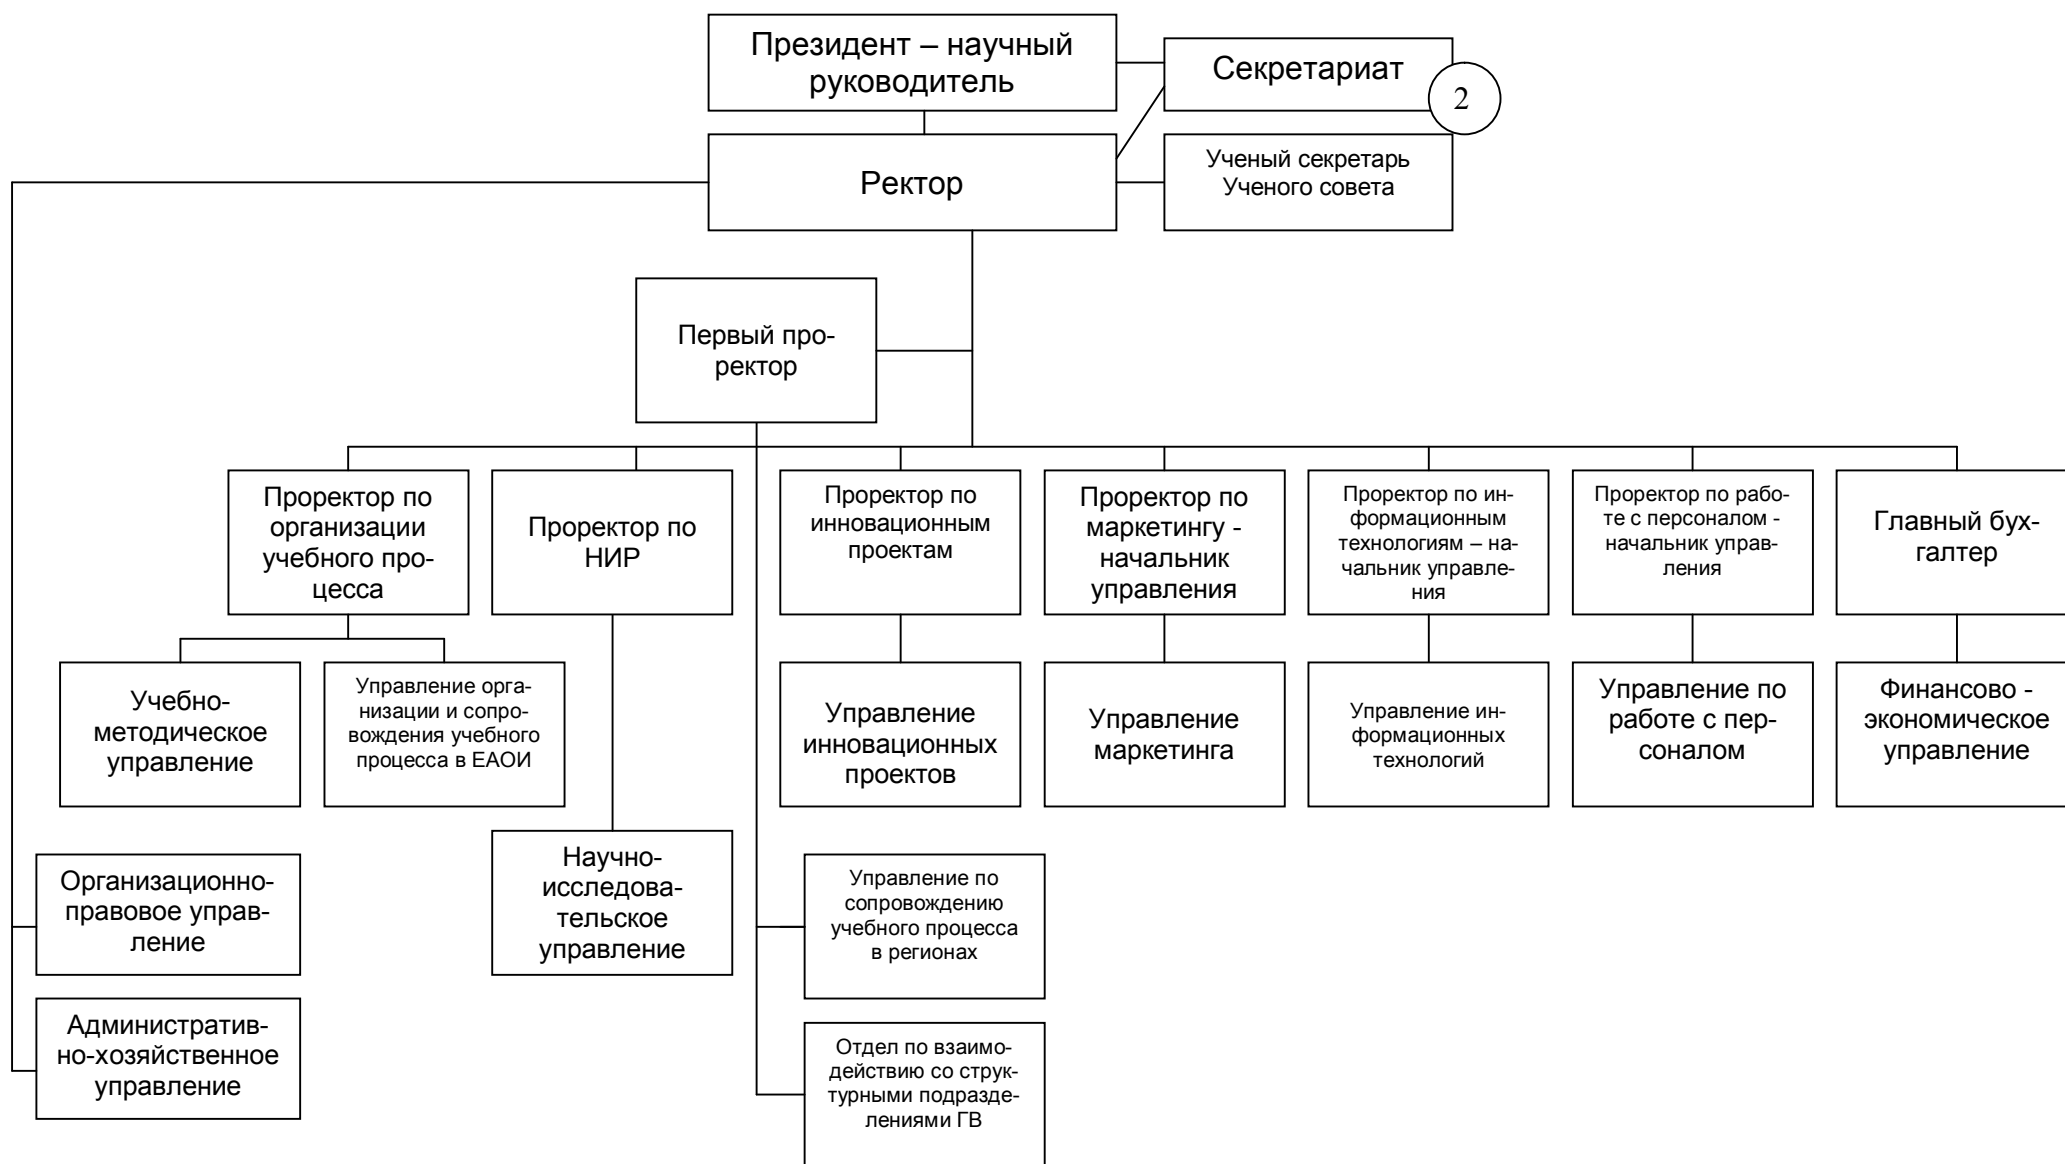 Президент – научный
руководитель
Секретариат
2
Ректор
Ученый секретарь
Ученого совета
Первый про-
ректор
Проректор по
организации
учебного про-
цесса
Проректор по
НИР
Проректор по
инновационным
проектам
Проректор по
маркетингу -
начальник
управления
Проректор по ин-
формационным
технологиям – на-
чальник управле-
ния
Проректор по рабо-
те с персоналом -
начальник управ-
ления
Главный бух-
галтер
Учебно-
методическое
управление
Управление орга-
низации и сопро-
вождения учебного
процесса в ЕАОИ
Управление
инновационных
проектов
Управление
маркетинга
Управление ин-
формационных
технологий
Управление по
работе с пер-
соналом
Финансово -
экономическое
управление
Организационно-
правовое управ-
ление
Научно-
исследова-
тельское
управление
Управление по
сопровождению
учебного процесса
в регионах
Административ-
но-хозяйственное
управление
Отдел по взаимо-
действию со струк-
турными подразде-
лениями ГВ